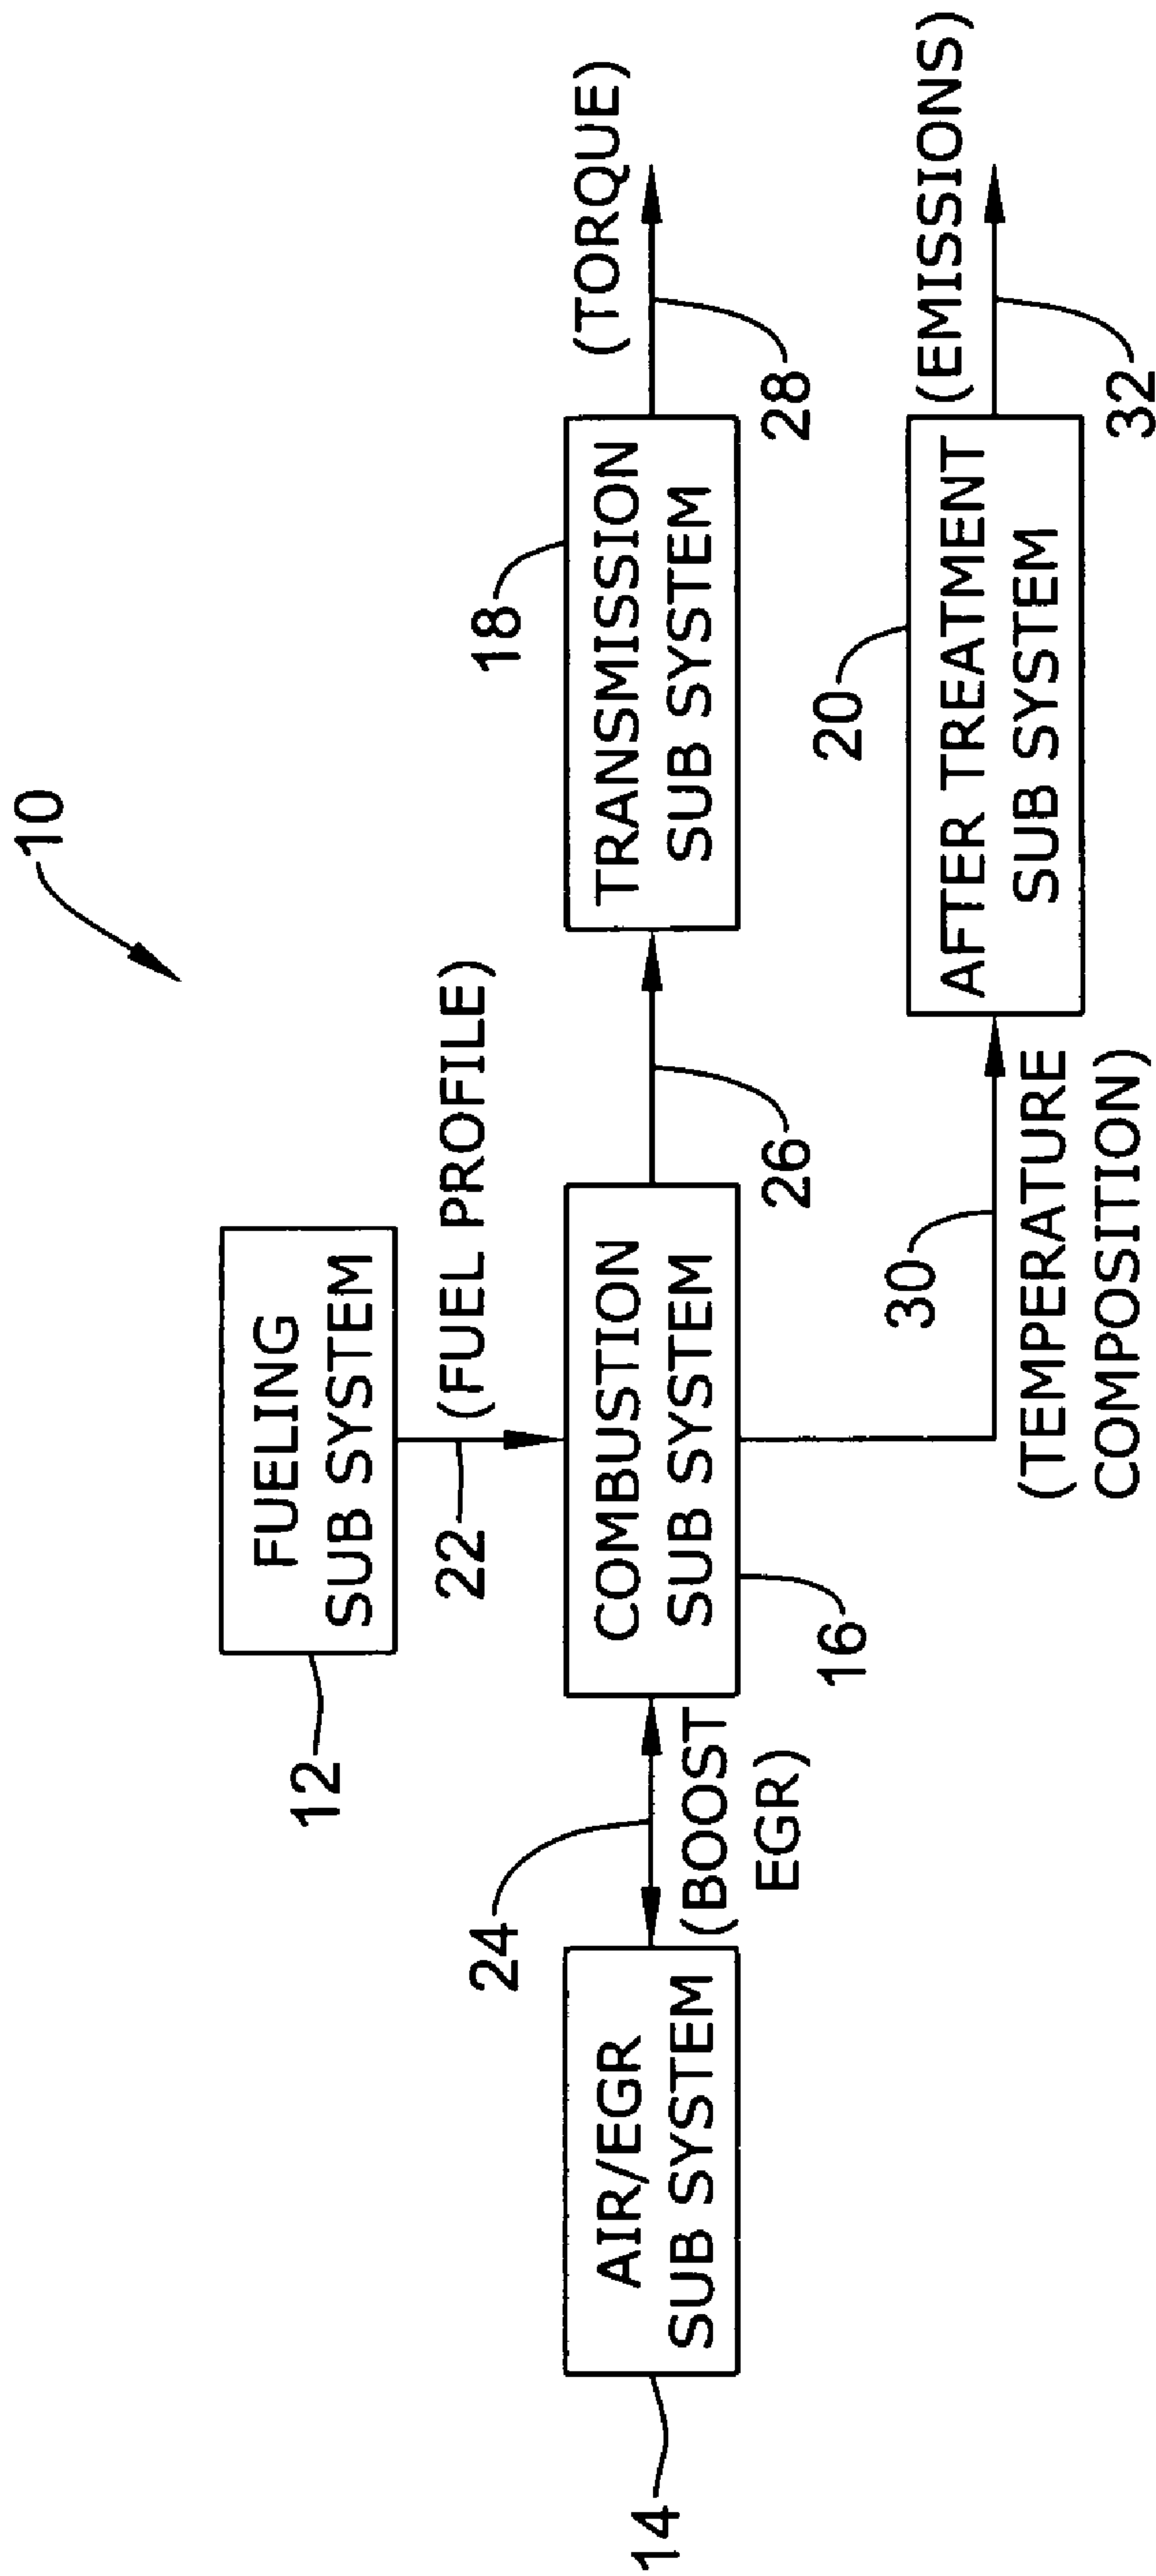 10
FUELING
SUB SYSTEM
12
22
(FUEL PROFILE)
24
18
(TORQUE)
AIR/EGR
SUB SYSTEM
14
(BOOST
EGR)
COMBUSTION
SUB SYSTEM
16
26
TRANSMISSION
SUB SYSTEM
28
30
20
(EMISSIONS)
(TEMPERATURE
COMPOSITION)
AFTER TREATMENT
SUB SYSTEM
32